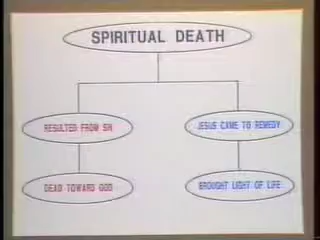 SPIRITUAL DEATH
RESULTED FROM SIN
JESUS CAME TO REMEDY
DEAD TOWARD GOD
BROUGHT LIGHT OF LIFE